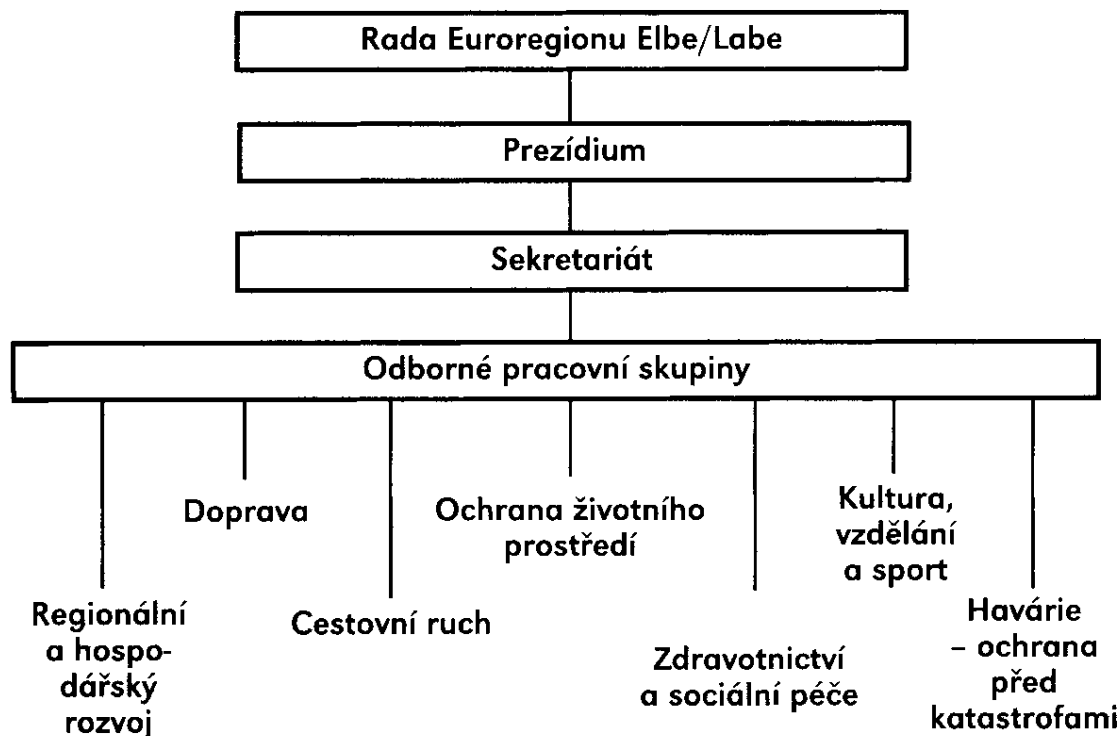 Rada Euroregionu Elbe/Labe
Prezídium
Sekretariát
Odborné pracovní skupiny
Regionální
a hospo-
dářský
rozvoj
Doprava
Cestovní ruch
Ochrana životního
prostředí
Zdravotnictví
a sociální péče
Kultura,
vzdělání
a sport
Havárie
– ochrana
před
katastrofami